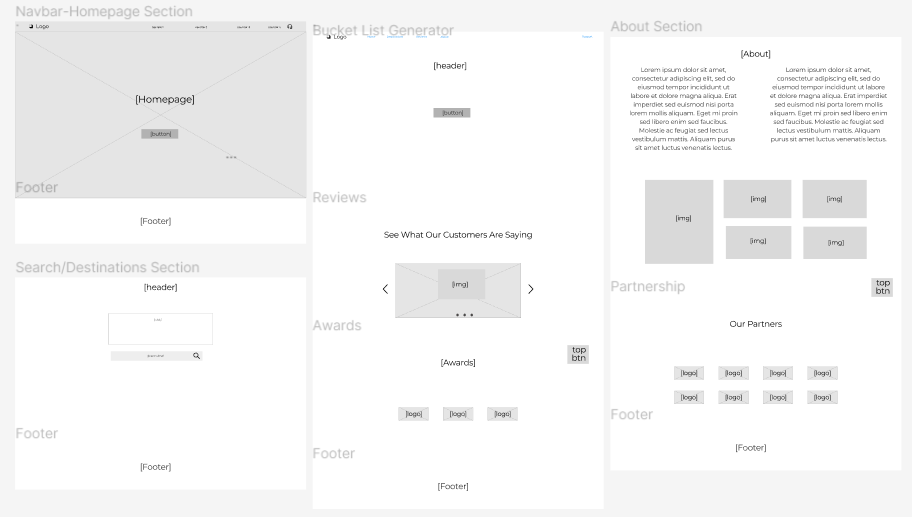 Navbar-Homepage Section
Logo
[Homepage]
[button]
Footer
[Footer]
Search/Destinations Section
[header]
Footer
[Footer]
Bucket List Generator
Logo
[header]
[button]
Reviews
See What Our Customers Are Saying
[img]
Awards
top
btn
[Awards]
[logo] [logo] [logo]
Footer
[Footer]
About Section
[About]
Lorem ipsum dolor sit amet,
consectetur adipiscing elit, sed do
eiusmod tempor incididunt ut
labore et dolore magna aliqua. Erat
imperdiet sed euismod nisi porta
lorem mollis aliquam. Eget mi proin
sed libero enim sed faucibus.
Molestie ac feugiat sed lectus
vestibulum mattis. Aliquam purus
sit amet luctus venenatis lectus.
Lorem ipsum dolor sit amet,
consectetur adipiscing elit, sed do
eiusmod tempor incididunt ut labore
et dolore magna aliqua. Erat imperdiet
sed euismod nisi porta lorem mollis
aliquam. Eget mi proin sed libero enim
sed faucibus. Molestie ac feugiat sed
lectus vestibulum mattis. Aliquam
purus sit amet luctus venenatis lectus.
[img] [img] [img]
[img] [img]
Partnership
top
btn
Our Partners
[logo] [logo] [logo] [logo]
[logo] [logo] [logo] [logo]
Footer
[Footer]